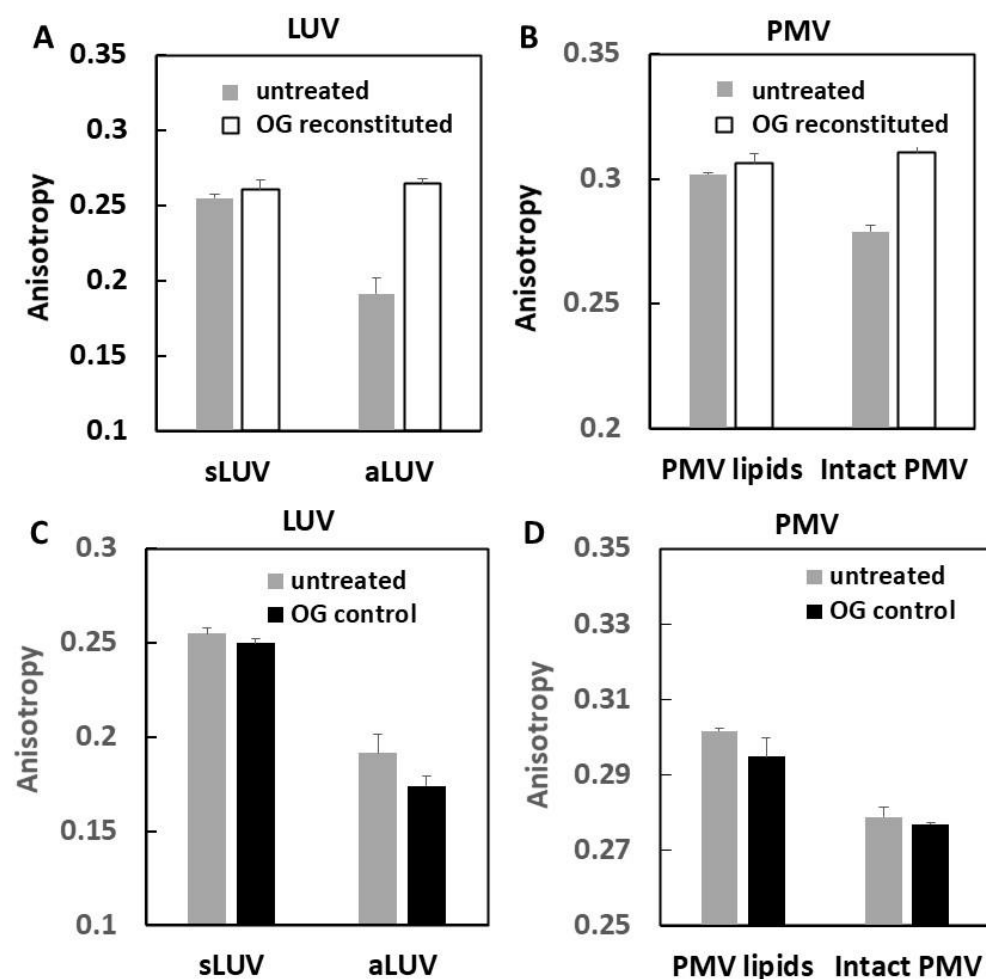 A
LUV
0.35
0.3
0.25
0.2
0.15
0.1
Anisotropy
untreated
OG reconstituted
sLUV
aLUV
B
PMV
0.35
0.3
0.25
0.2
Anisotropy
untreated
OG reconstituted
PMV lipids
Intact PMV
C
LUV
0.3
0.25
0.2
0.15
0.1
Anisotropy
untreated
OG control
sLUV
aLUV
D
PMV
0.35
0.33
0.31
0.29
0.27
0.25
Anisotropy
untreated
OG control
PMV lipids
Intact PMV